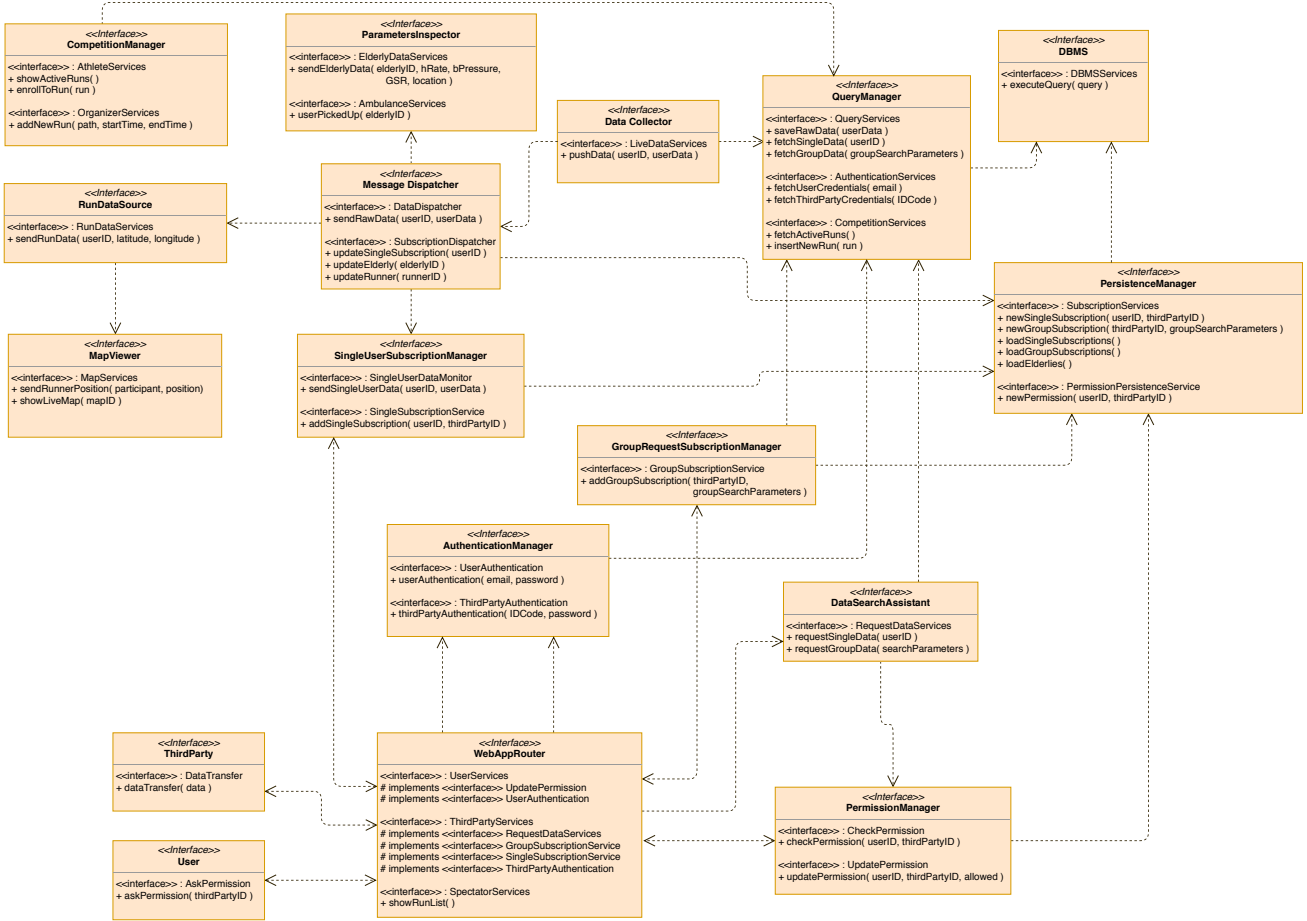 <<Interface>>
CompetitionManager
<<interface>> : AthleteServices
+ showActiveRuns( )
+ enrollToRun( run )
<<interface>> : OrganizerServices
+ addNewRun( path, startTime, endTime )
<<Interface>>
ParametersInspector
<<interface>> : ElderlyDataServices
+ sendElderlyData( elderlyID, hRate, bPressure,
GSR, location )
<<interface>> : AmbulanceServices
+ userPickedUp( elderlyID )
<<Interface>>
Data Collector
<<interface>> : LiveDataServices
+ pushData( userID, userData )
<<Interface>>
QueryManager
<<interface>> : QueryServices
+ saveRawData( userData )
+ fetchSingleData( userID )
+ fetchGroupData( groupSearchParameters )
<<interface>> : AuthenticationServices
+ fetchUserCredentials( email )
+ fetchThirdPartyCredentials( IDCode )
<<interface>> : CompetitionServices
+ fetchActiveRuns( )
+ insertNewRun( run )
<<Interface>>
DBMS
<<interface>> : DBMSServices
+ executeQuery( query )
<<Interface>>
RunDataSource
<<interface>> : RunDataServices
+ sendRunData( userID, latitude, longitude )
<<Interface>>
Message Dispatcher
<<interface>> : DataDispatcher
+ sendRawData( userID, userData )
<<interface>> : SubscriptionDispatcher
+ updateSingleSubscription( userID )
+ updateElderly( elderlyID )
+ updateRunner( runnerID )
<<Interface>>
PersistenceManager
<<interface>> : SubscriptionServices
+ newSingleSubscription( userID, thirdPartyID )
+ newGroupSubscription( thirdPartyID, groupSearchParameters )
+ loadSingleSubscriptions( )
+ loadGroupSubscriptions( )
+ loadElderlies( )
<<interface>> : PermissionPersistenceService
+ newPermission( userID, thirdPartyID )
<<Interface>>
MapViewer
<<interface>> : MapServices
+ sendRunnerPosition( participant, position)
+ showLiveMap( mapID )
<<Interface>>
SingleUserSubscriptionManager
<<interface>> : SingleUserDataMonitor
+ sendSingleUserData( userID, userData )
<<interface>> : SingleSubscriptionService
+ addSingleSubscription( userID, thirdPartyID )
<<Interface>>
GroupRequestSubscriptionManager
<<interface>> : GroupSubscriptionService
+ addGroupSubscription( thirdPartyID,
groupSearchParameters )
<<Interface>>
AuthenticationManager
<<interface>> : UserAuthentication
+ userAuthentication( email, password )
<<interface>> : ThirdPartyAuthentication
+ thirdPartyAuthentication( IDCode, password )
<<Interface>>
DataSearchAssistant
<<interface>> : RequestDataServices
+ requestSingleData( userID )
+ requestGroupData( searchParameters )
<<Interface>>
ThirdParty
<<interface>> : DataTransfer
+ dataTransfer( data )
<<Interface>>
WebAppRouter
<<interface>> : UserServices
# implements <<interface>> UpdatePermission
# implements <<interface>> UserAuthentication
<<interface>> : ThirdPartyServices
# implements <<interface>> RequestDataServices
# implements <<interface>> GroupSubscriptionService
# implements <<interface>> SingleSubscriptionService
# implements <<interface>> ThirdPartyAuthentication
<<interface>> : SpectatorServices
+ showRunList( )
<<Interface>>
PermissionManager
<<interface>> : CheckPermission
+ checkPermission( userID, thirdPartyID )
<<interface>> : UpdatePermission
+ updatePermission( userID, thirdPartyID, allowed )
<<Interface>>
User
<<interface>> : AskPermission
+ askPermission( thirdPartyID )